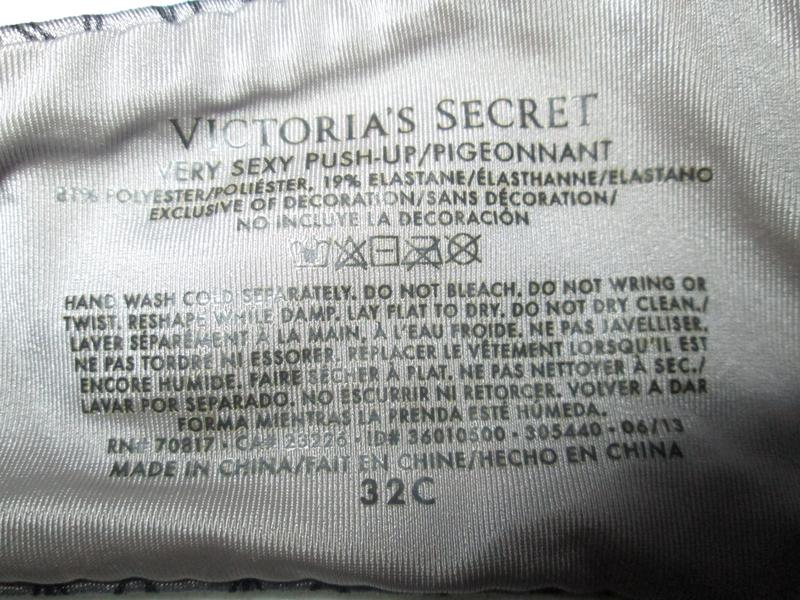 VICTORIA'S SECRET
VERY SEXY PUSH-UP/PIGEONNANT
81% POLYESTER/POLIÉSTER, 19% ELASTANE/ÉLASTHANNE/ELASTANO
EXCLUSIVE OF DECORATION/SANS DÉCORATION/
NO INCLUYE LA DECORACIÓN
HAND WASH COLD SEPARATELY. DO NOT BLEACH. DO NOT WRING OR
TWIST. RESHAPE WHILE DAMP. LAY FLAT TO DRY. DO NOT DRY CLEAN./
LAVER SÉPARÉMENT À LA MAIN, À L'EAU FROIDE. NE PAS JAVELLISER.
NE PAS TORDRE NI ESSORER. REPLACER LE VÊTEMENT LORSQU'IL EST
ENCORE HUMIDE. FAIRE SÉCHER À PLAT. NE PAS NETTOYER À SEC./
LAVAR POR SEPARADO. NO ESCURRIR NI RETORCER. VOLVER A DAR
FORMA MIENTRAS LA PRENDA ESTÉ HÚMEDA.
RN# 70817 • CA# 23226 • ID# 36010500 • 305440 • 06/13
MADE IN CHINA/FAIT EN CHINE/HECHO EN CHINA
32C